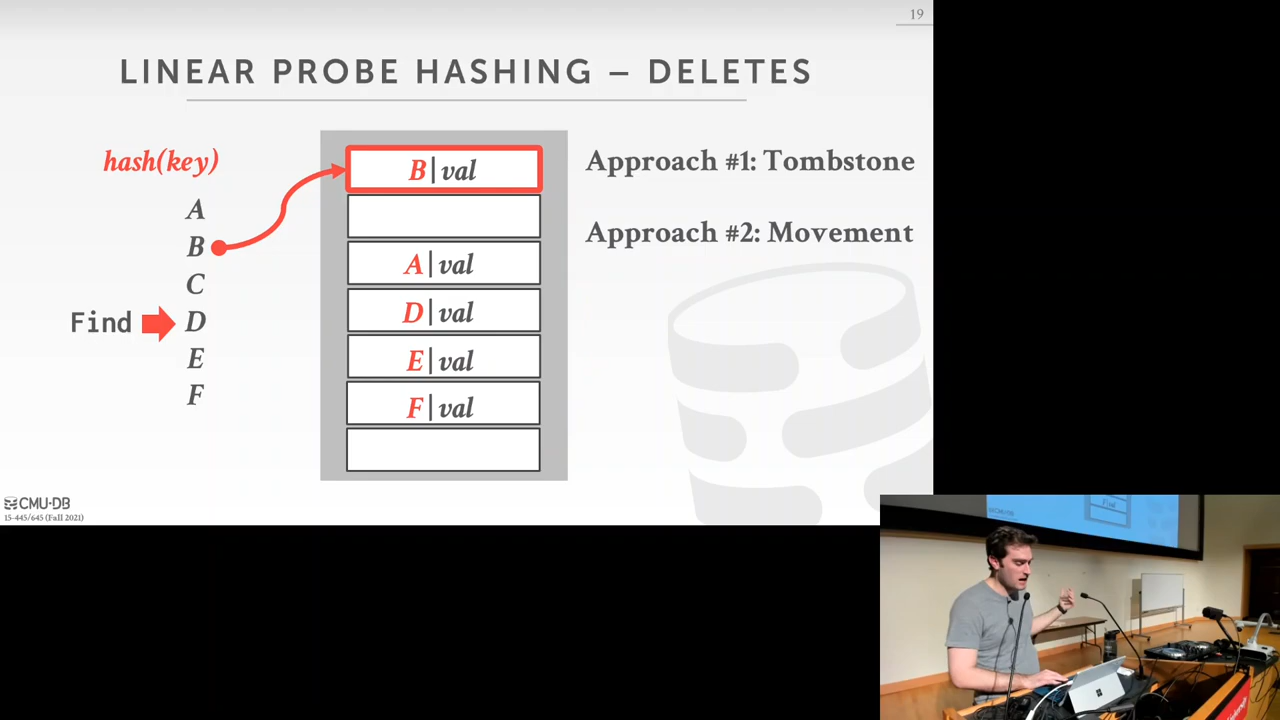 19
LINEAR PROBE HASHING – DELETES
hash(key)
A
B
C
Find D
E
F
B|val
A|val
D|val
E|val
F|val
Approach #1: Tombstone
Approach #2: Movement
CMU·DB
15-445/645 (Fall 2021)